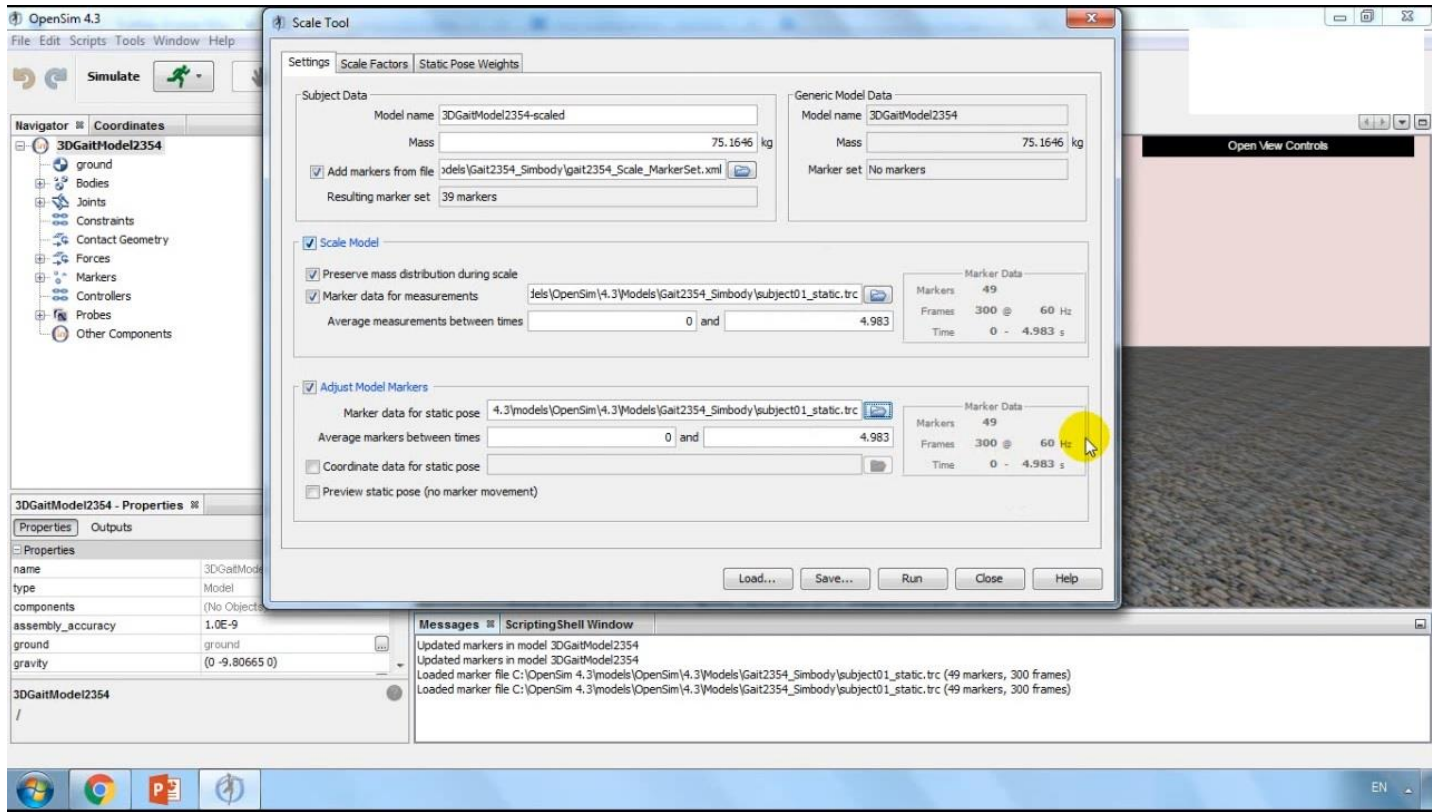 OpenSim 4.3
File Edit Scripts Tools Window Help
Simulate
Navigator Coordinates
3DGaitModel2354
ground
Bodies
Joints
Constraints
Contact Geometry
Forces
Markers
Controllers
Probes
Other Components
3DGaitModel2354 - Properties
Properties Outputs
Properties
name 3DGaitMode
type Model
components (No Objects
assembly_accuracy 1.0E-9
ground ground ...
gravity (0 -9.80665 0)
3DGaitModel2354
/
Scale Tool
Settings Scale Factors Static Pose Weights
Subject Data
Model name 3DGaitModel2354-scaled
Mass 75.1646 kg
Add markers from file odels\Gait2354_Simbody\gait2354_Scale_MarkerSet.xml
Resulting marker set 39 markers
Generic Model Data
Model name 3DGaitModel2354
Mass 75.1646 kg
Marker set No markers
Scale Model
Preserve mass distribution during scale
Marker data for measurements dels\OpenSim\4.3\Models\Gait2354_Simbody\subject01_static.trc
Average measurements between times 0 and 4.983
Marker Data
Markers 49
Frames 300 @ 60 Hz
Time 0 - 4.983 s
Adjust Model Markers
Marker data for static pose 4.3\models\OpenSim\4.3\Models\Gait2354_Simbody\subject01_static.trc
Average markers between times 0 and 4.983
Coordinate data for static pose
Preview static pose (no marker movement)
Marker Data
Markers 49
Frames 300 @ 60 Hz
Time 0 - 4.983 s
Load... Save... Run Close Help
Open View Controls
Messages ScriptingShell Window
Updated markers in model 3DGaitModel2354
Updated markers in model 3DGaitModel2354
Loaded marker file C:\OpenSim 4.3\models\OpenSim\4.3\Models\Gait2354_Simbody\subject01_static.trc (49 markers, 300 frames)
Loaded marker file C:\OpenSim 4.3\models\OpenSim\4.3\Models\Gait2354_Simbody\subject01_static.trc (49 markers, 300 frames)
EN